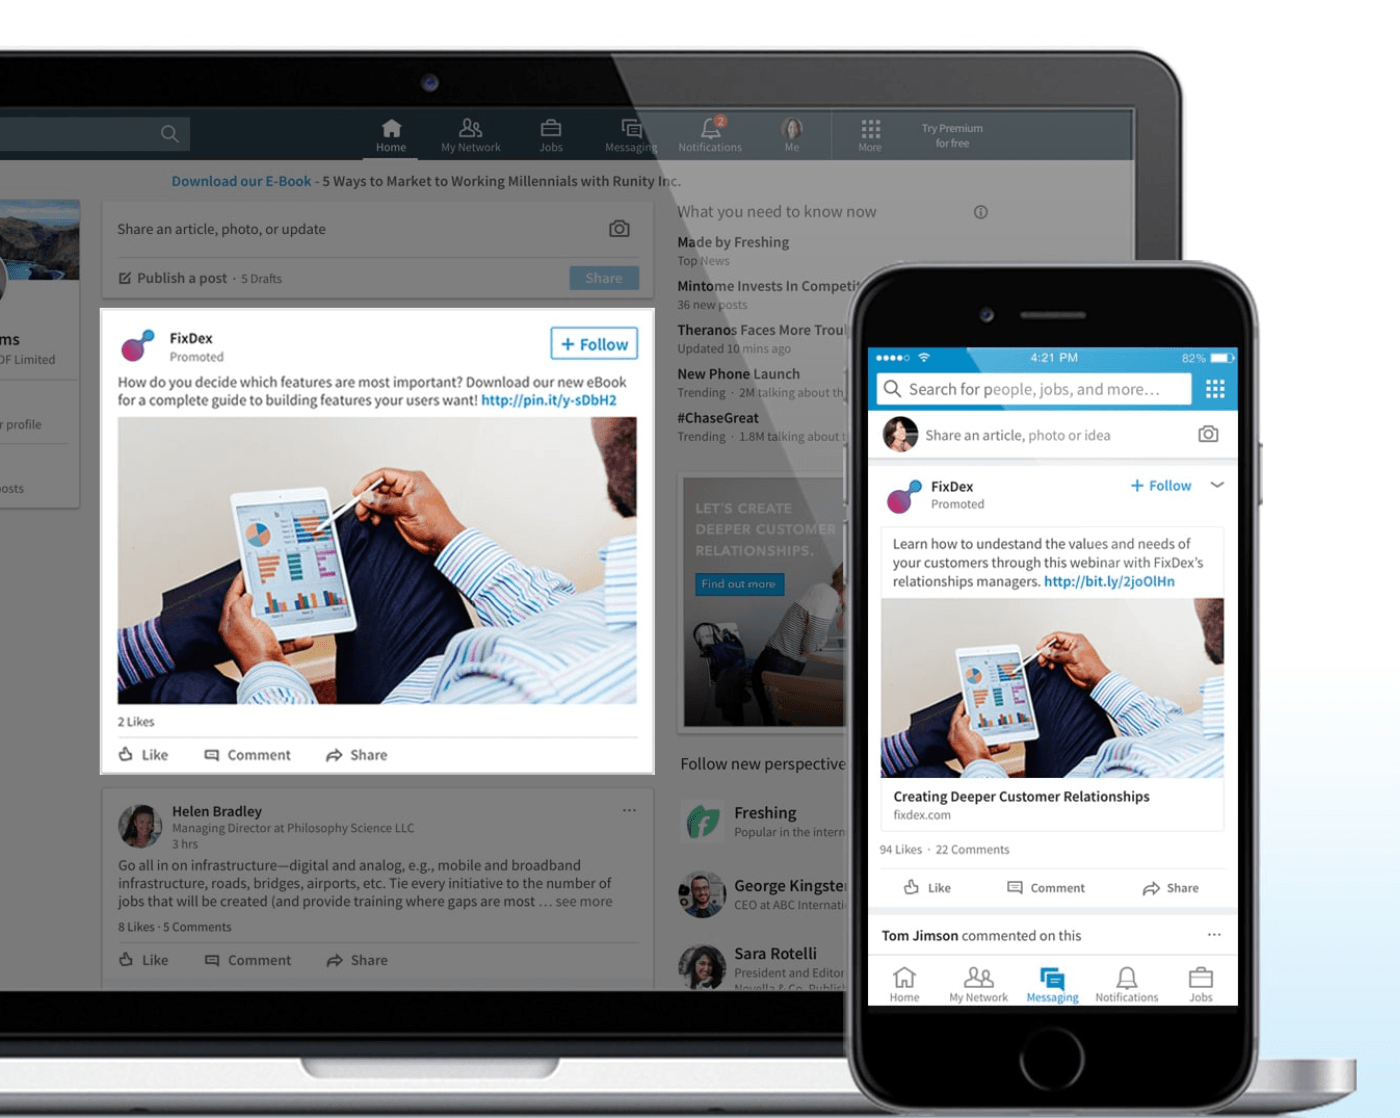 Home
My Network
Jobs
Messaging
2
Notifications
Me
More
Try Premium
for free
Download our E-Book - 5 Ways to Market to Working Millennials with Runity Inc.
ms
OF Limited
r profile
osts
Share an article, photo, or update
Publish a post · 5 Drafts
Share
FixDex
Promoted
+ Follow
How do you decide which features are most important? Download our new eBook
for a complete guide to building features your users want! http://pin.it/y-sDbH2
2 Likes
Like
Comment
Share
Helen Bradley
Managing Director at Philosophy Science LLC
3 hrs
Go all in on infrastructure—digital and analog, e.g., mobile and broadband
infrastructure, roads, bridges, airports, etc. Tie every initiative to the number of
jobs that will be created (and provide training where gaps are most … see more
8 Likes · 5 Comments
Like
Comment
Share
What you need to know now
Made by Freshing
Top News
Mintome Invests In Competit
36 new posts
Theranos Faces More Trou
Updated 10 mins ago
New Phone Launch
Trending · 2M talking about th
#ChaseGreat
Trending · 1.8M talking about t
LET'S CREATE
DEEPER CUSTOMER
RELATIONSHIPS.
Find out more
Follow new perspective
Freshing
Popular in the intern
George Kingste
CEO at ABC Internati
Sara Rotelli
President and Editor
Novella & Co. Publis
4:21 PM
82%
Search for people, jobs, and more...
Share an article, photo or idea
FixDex
Promoted
+ Follow
Learn how to undestand the values and needs of
your customers through this webinar with FixDex's
relationships managers. http://bit.ly/2joOlHn
Creating Deeper Customer Relationships
fixdex.com
94 Likes · 22 Comments
Like
Comment
Share
Tom Jimson commented on this
Home
My Network
Messaging
Notifications
Jobs